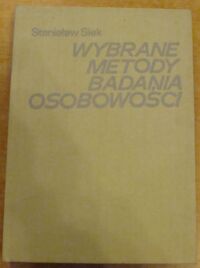 Stanisław Siek
WYBRANE
METODY
BADANIA
OSOBOWOŚCI